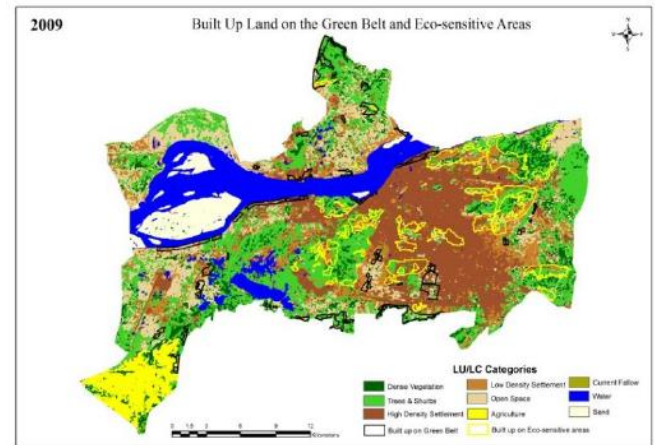 2009
Built Up Land on the Green Belt and Eco-sensitive Areas
N
LU/LC Categories
Dense Vegetation
Low Density Settlement
Current Fallow
Trees & Shurbs
Open Space
Water
High Density Settlement
Agriculture
Sand
Built up on Green Belt
Built up on Eco-sensitive areas
12
Kilometers